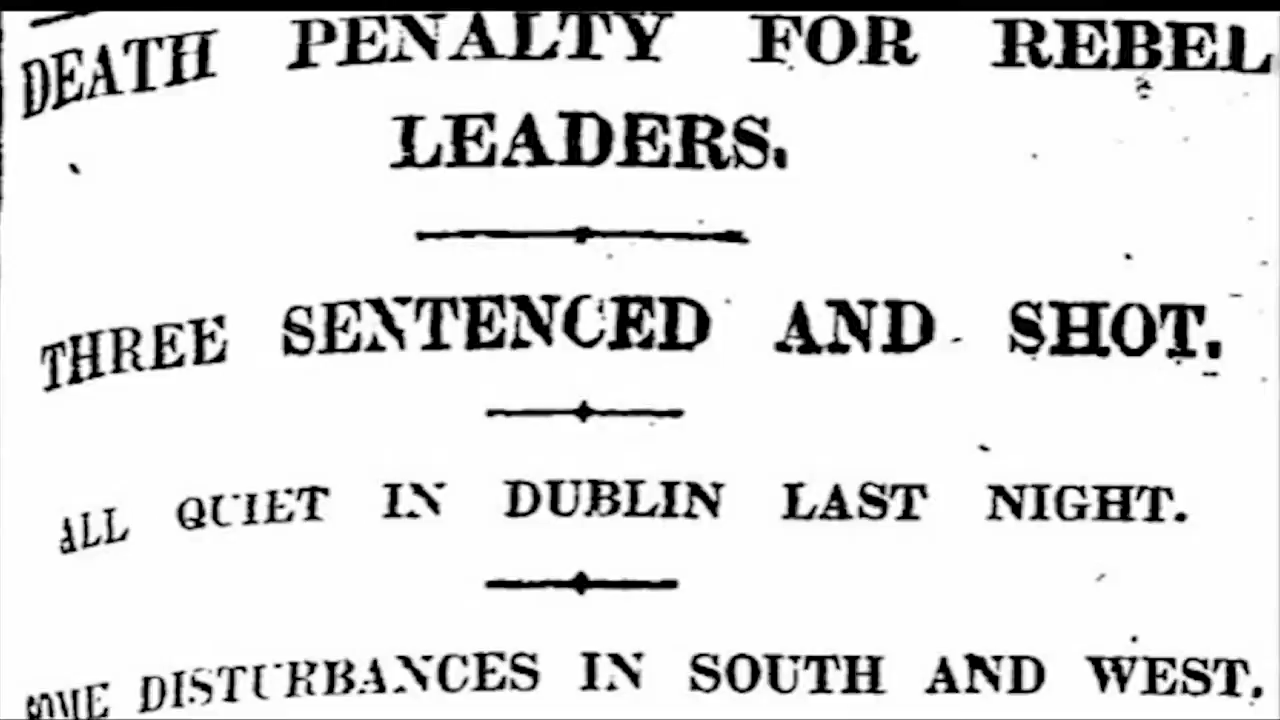 DEATH PENALTY FOR REBEL
LEADERS.
THREE SENTENCED AND SHOT.
ALL QUIET IN DUBLIN LAST NIGHT.
SOME DISTURBANCES IN SOUTH AND WEST.